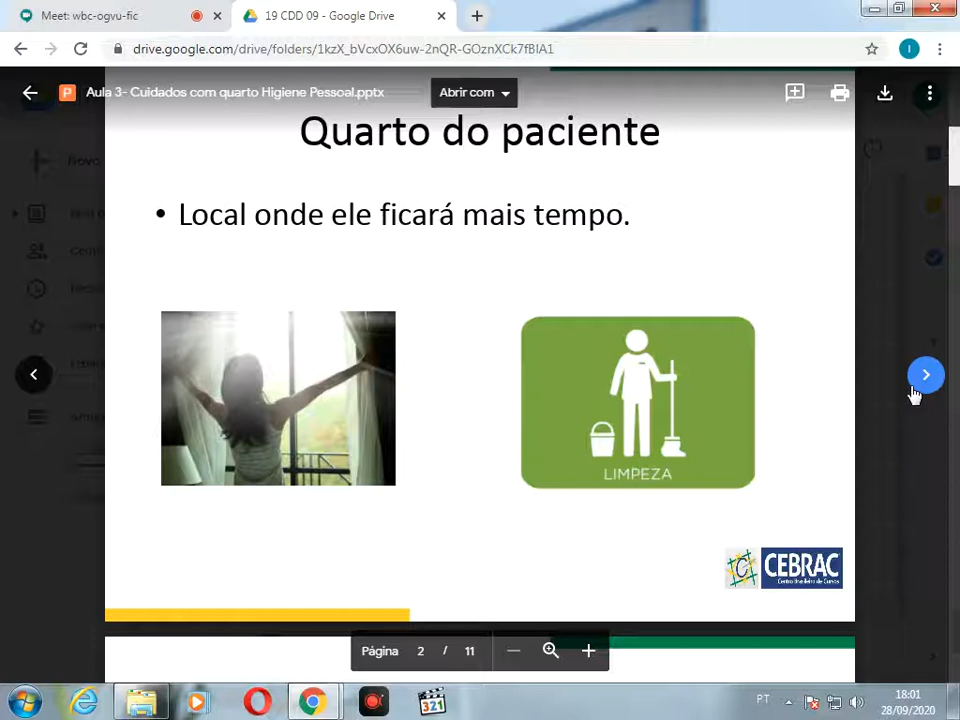 Meet: wbc-ogvu-fic
19 CDD 09 - Google Drive
drive.google.com/drive/folders/1kzX_bVcxOX6uw-2nQR-GOznXCk7fBIA1
I
P
Aula 3- Cuidados com quarto Higiene Pessoal.pptx
Abrir com
Novo
Quarto do paciente
• Local onde ele ficará mais tempo.
LIMPEZA
C
CEBRAC
Centro Brasileiro de Cursos
Página 2 / 11
321
PT
18:01
28/09/2020